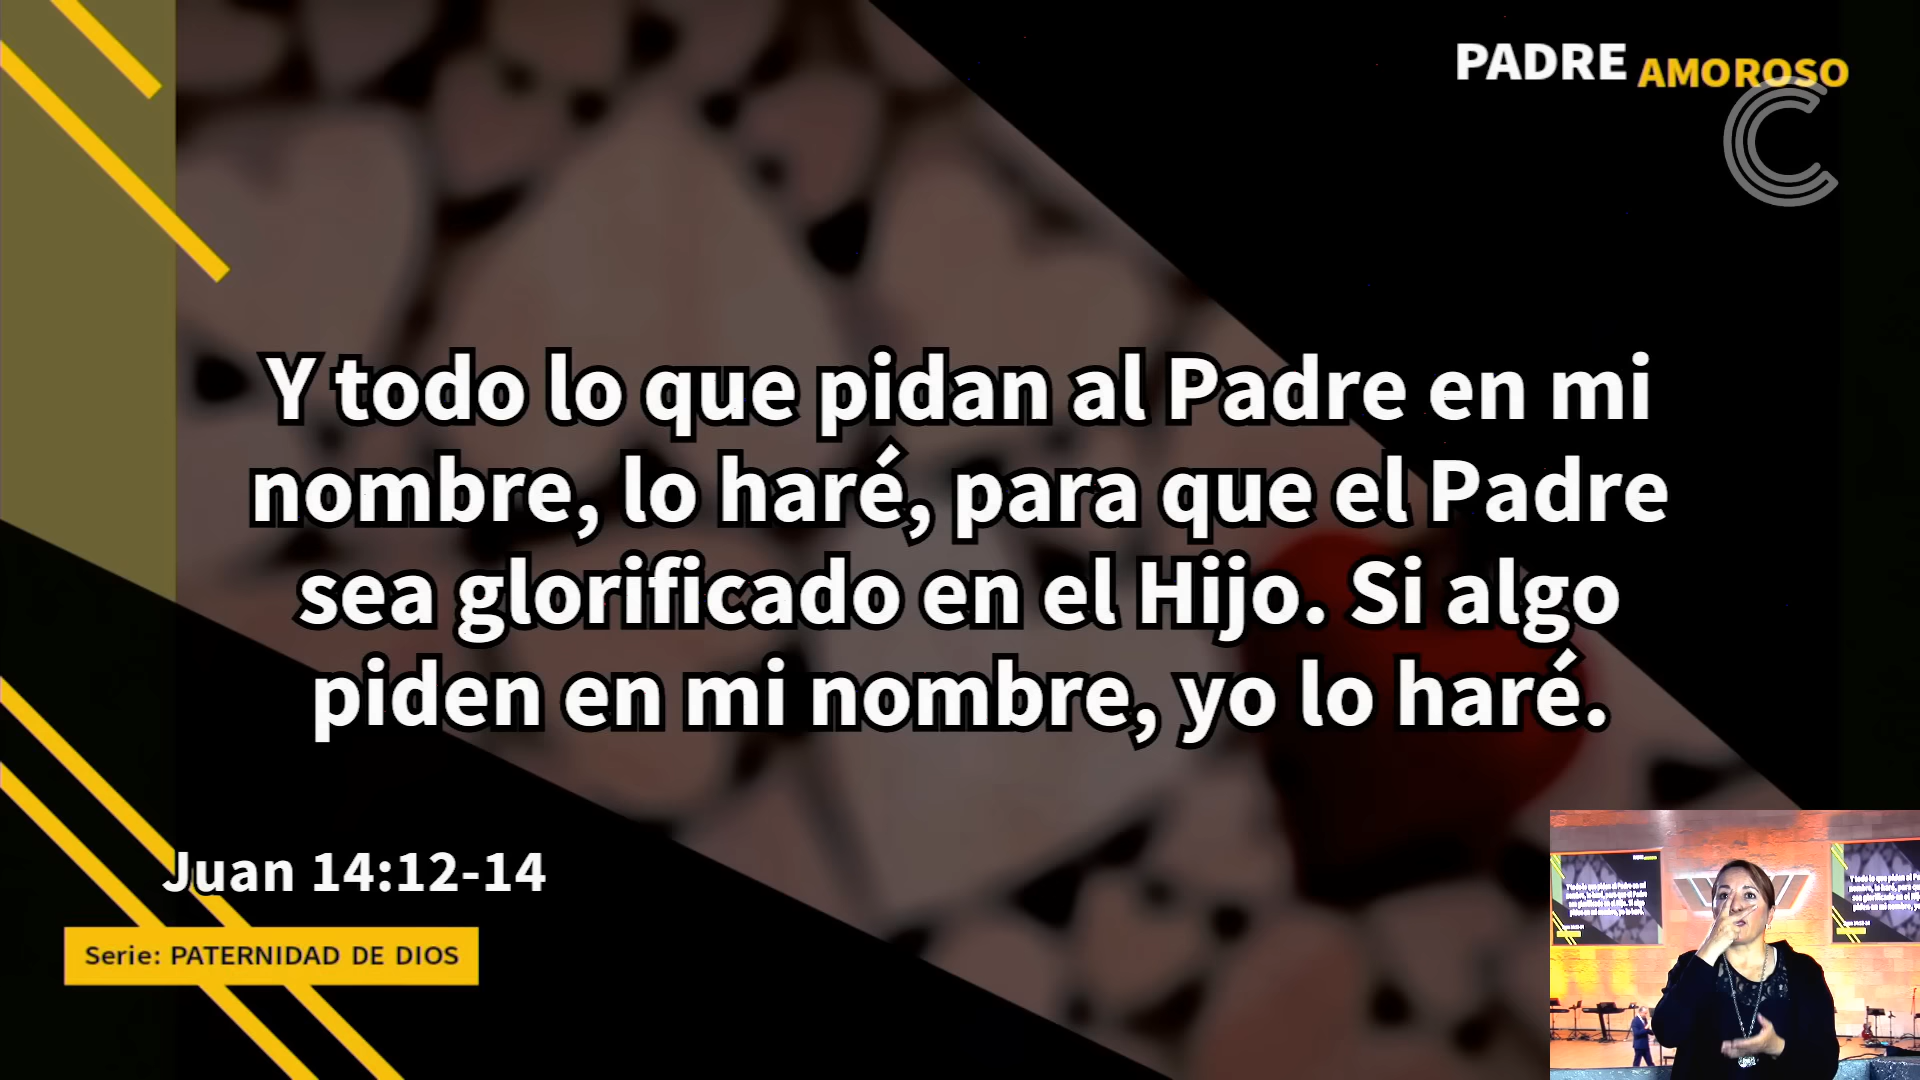 PADRE AMOROSO
Y todo lo que pidan al Padre en mi
nombre, lo haré, para que el Padre
sea glorificado en el Hijo. Si algo
piden en mi nombre, yo lo haré.
Juan 14:12-14
Serie: PATERNIDAD DE DIOS